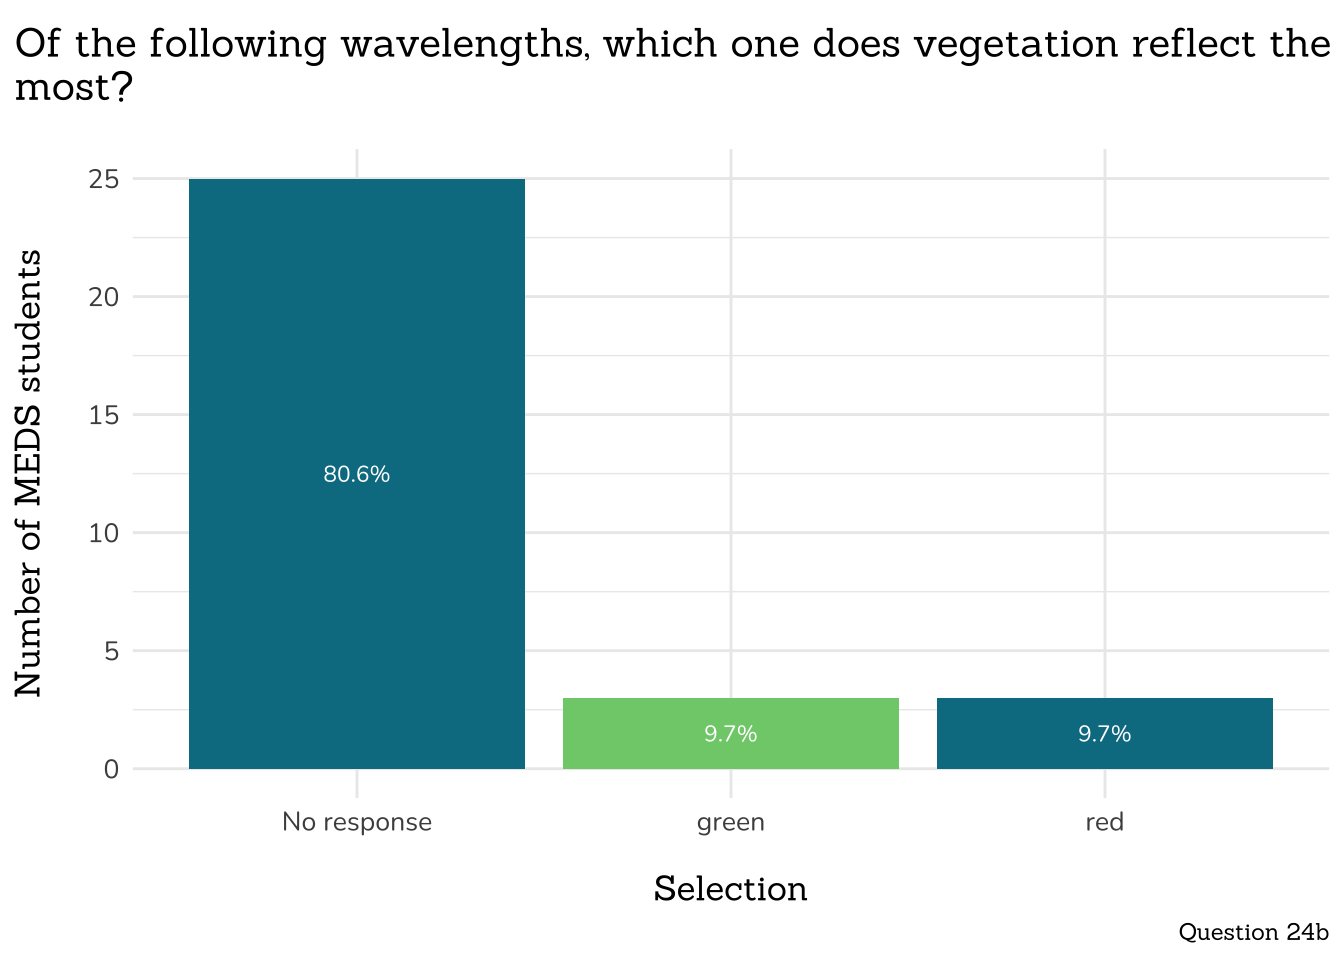 Of the following wavelengths, which one does vegetation reflect the
most?
Number of MEDS students
25
20
15
10
5
0
80.6%
9.7%
9.7%
No response
green
red
Selection
Question 24b